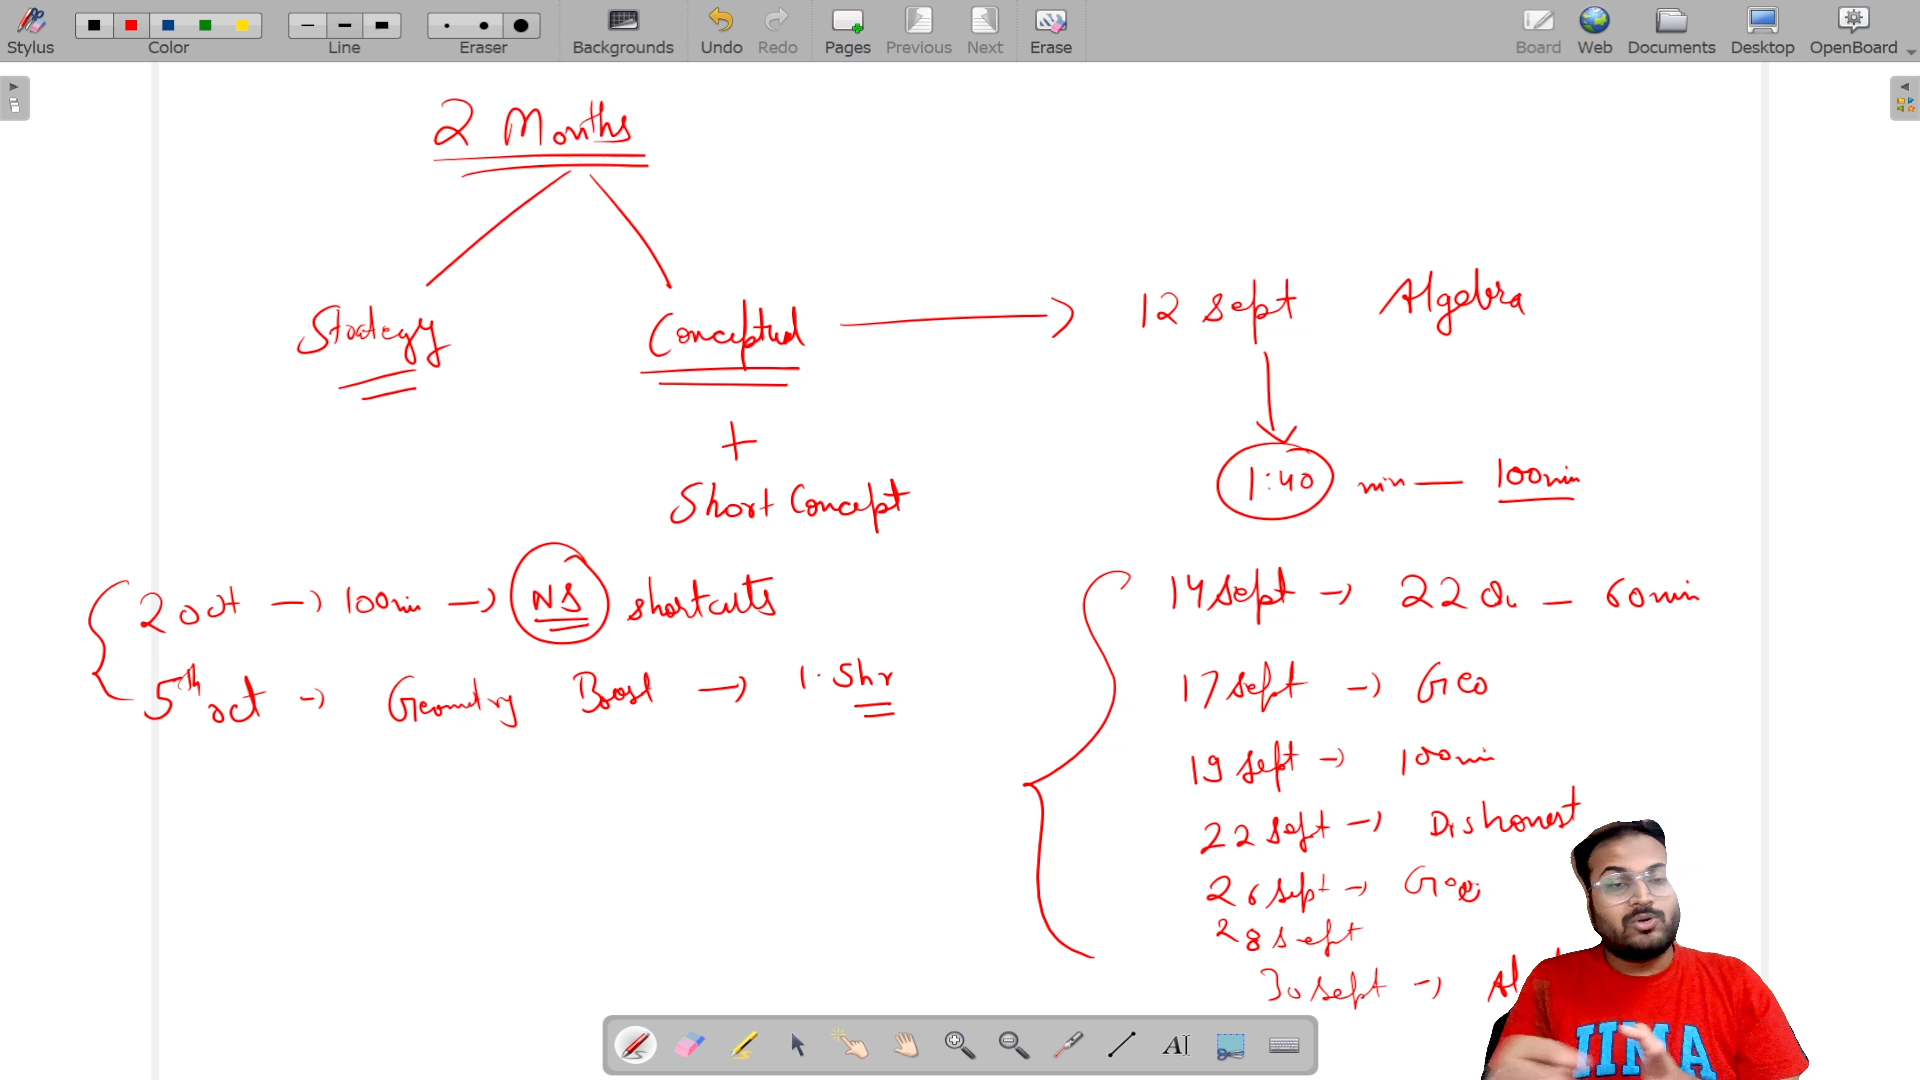 Stylus Color Line Eraser Backgrounds Undo Redo Pages Previous Next Erase Board Web Documents Desktop OpenBoard
2 Months
Strategy
Conceptual
+
Short Concept
12 sept Algebra
1:40 min — 100min
2 oct → 100min → NS shortcuts
5th oct → Geometry Boost → 1.5hr
14 sept → 22 Q. — 60min
17 sept → Geo
19 sept → 100min
22 sept → Dishonest
26 sept → Geo
28 sept
30 sept → Al
IIMA